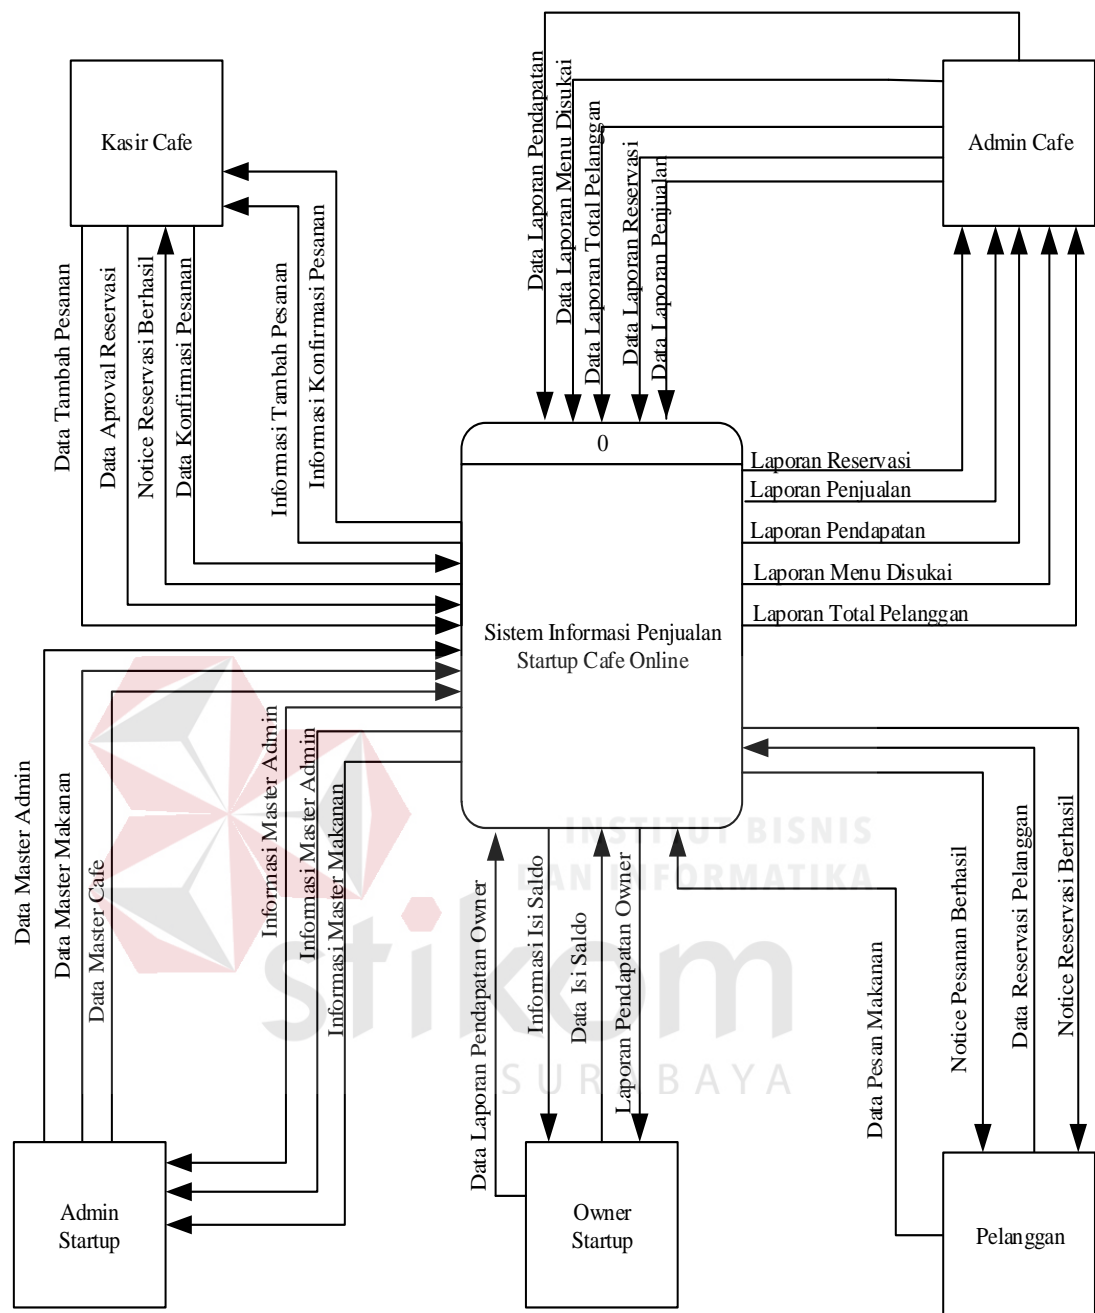 Kasir Cafe
Admin Cafe
Data Laporan Pendapatan
Data Laporan Menu Disukai
Data Laporan Total Pelanggan
Data Laporan Reservasi
Data Laporan Penjualan
Data Tambah Pesanan
Data Aproval Reservasi
Notice Reservasi Berhasil
Data Konfirmasi Pesanan
Informasi Tambah Pesanan
Informasi Konfirmasi Pesanan
0
Sistem Informasi Penjualan
Startup Cafe Online
Laporan Reservasi
Laporan Penjualan
Laporan Pendapatan
Laporan Menu Disukai
Laporan Total Pelanggan
Data Master Admin
Data Master Makanan
Data Master Cafe
Informasi Master Admin
Informasi Master Admin
Informasi Master Makanan
Data Laporan Pendapatan Owner
Informasi Isi Saldo
Data Isi Saldo
Laporan Pendapatan Owner
Data Pesan Makanan
Notice Pesanan Berhasil
Data Reservasi Pelanggan
Notice Reservasi Berhasil
INSTITUT BISNIS
DAN INFORMATIKA
stikom
SURABAYA
Admin
Startup
Owner
Startup
Pelanggan